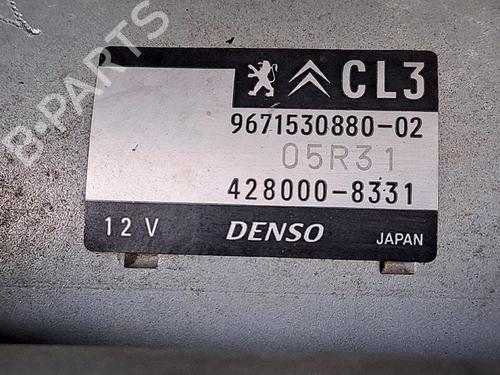 CL3
9671530880-02
05R31
428000-8331
12 V DENSO JAPAN
B-PARTS